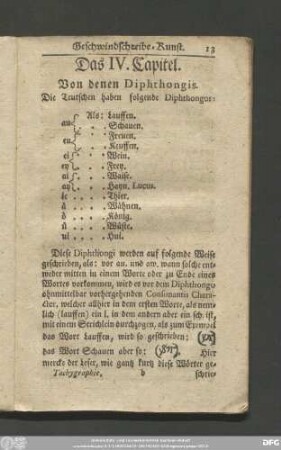 Geschwindschreibe-Kunst. 13
Das IV. Capitel.
Von denen Diphthongis.
Die Teutschen haben folgende Diphthongos:
au { Als: Lauffen.
. . . Schauen.
eu { . . . Freuen.
. . . Keuffen.
ei . . . Wein.
ey . . . Frey.
ai . . . Waise.
ay . . . Hayn, Lucus.
ie . . . Thier.
ä . . . Wähnen.
ö . . . König.
ü . . . Wüste.
ui . . . Hui.
Diese Diphthongi werden auf folgende Weise
geschrieben, als: vor au. und ow. wann solche ent-
weder mitten in einem Worte oder zu Ende eines
Wortes vorkommen, wird es vor dem Diphthongo
ohnmittelbar vorhergehenden Consonantis Chara-
cter, welcher allhier in dem ersten Worte, als nem-
lich (lauffen) ein l, in dem andern aber ein sch ist,
mit einem Strichlein durchzogen, als zum Exempel
das Wort Lauffen, wird so geschrieben:
das Wort Schauen aber so: Hier
mercke der Leser, wie gantz kurtz diese Wörter ge-
Tachygraphie. b schrie-